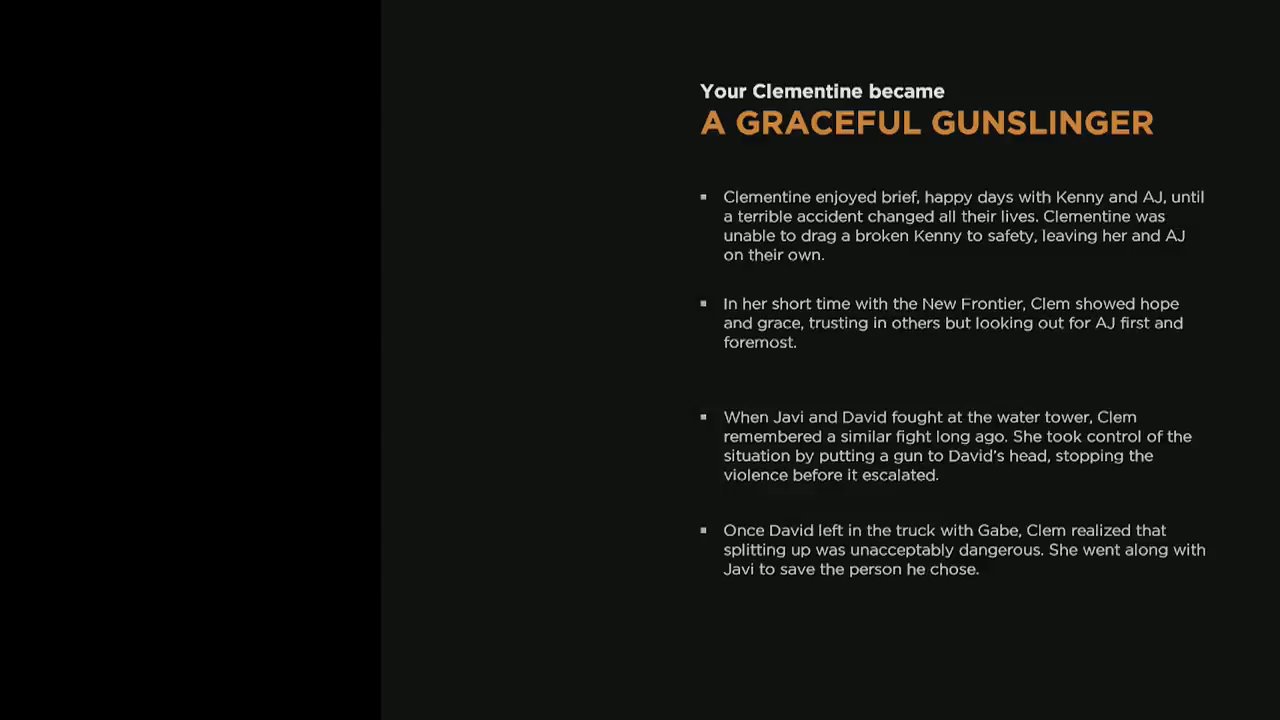 Your Clementine became
A GRACEFUL GUNSLINGER
▪ Clementine enjoyed brief, happy days with Kenny and AJ, until
a terrible accident changed all their lives. Clementine was
unable to drag a broken Kenny to safety, leaving her and AJ
on their own.
▪ In her short time with the New Frontier, Clem showed hope
and grace, trusting in others but looking out for AJ first and
foremost.
▪ When Javi and David fought at the water tower, Clem
remembered a similar fight long ago. She took control of the
situation by putting a gun to David's head, stopping the
violence before it escalated.
▪ Once David left in the truck with Gabe, Clem realized that
splitting up was unacceptably dangerous. She went along with
Javi to save the person he chose.